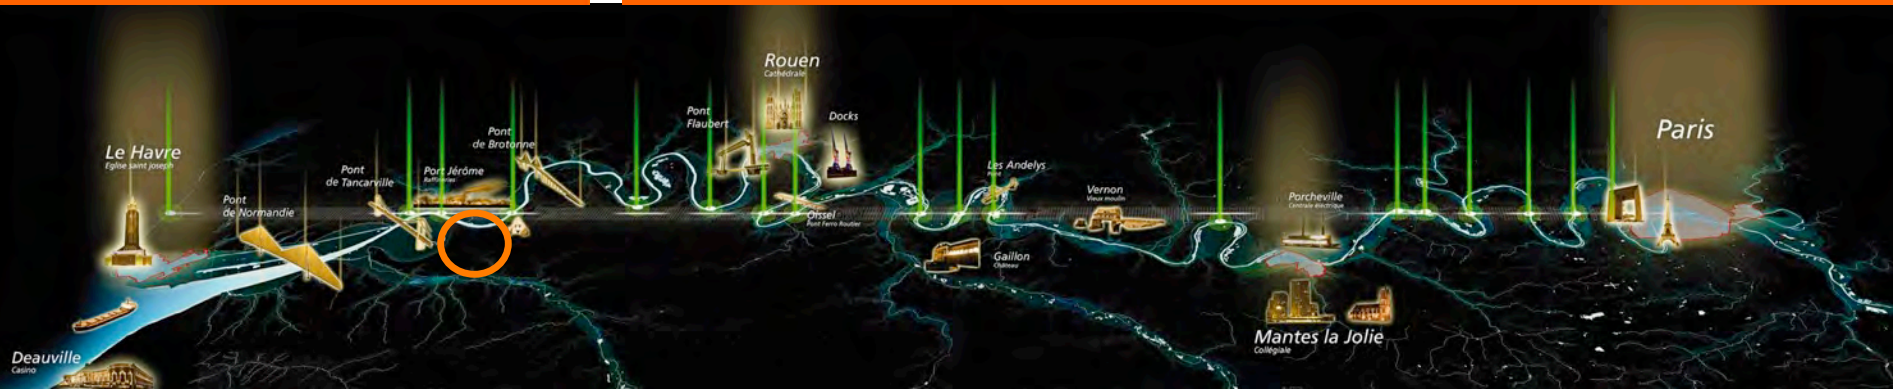 Le Havre
Eglise saint joseph
Pont
de Normandie
Deauville
Casino
Pont
de Tancarville
Port Jérôme
Raffineries
Pont
de Brotonne
Pont
Flaubert
Rouen
Cathédrale
Docks
Oissel
Pont Ferro Routier
Les Andelys
Gaillon
Château
Vernon
Vieux moulin
Porcheville
Centrale électrique
Mantes la Jolie
Collégiale
Paris